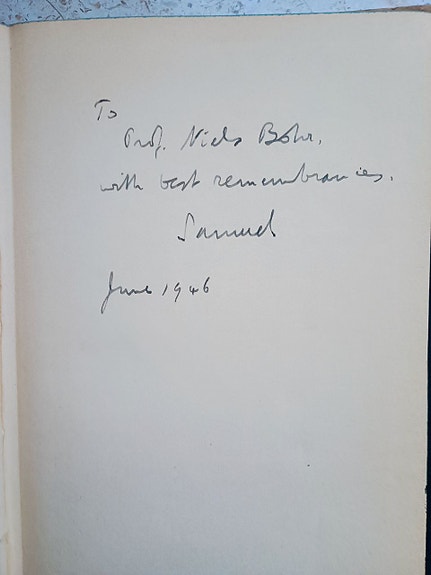 To
Prof. Niels Bohr,
with best remembrances.
Samuel
June 1946